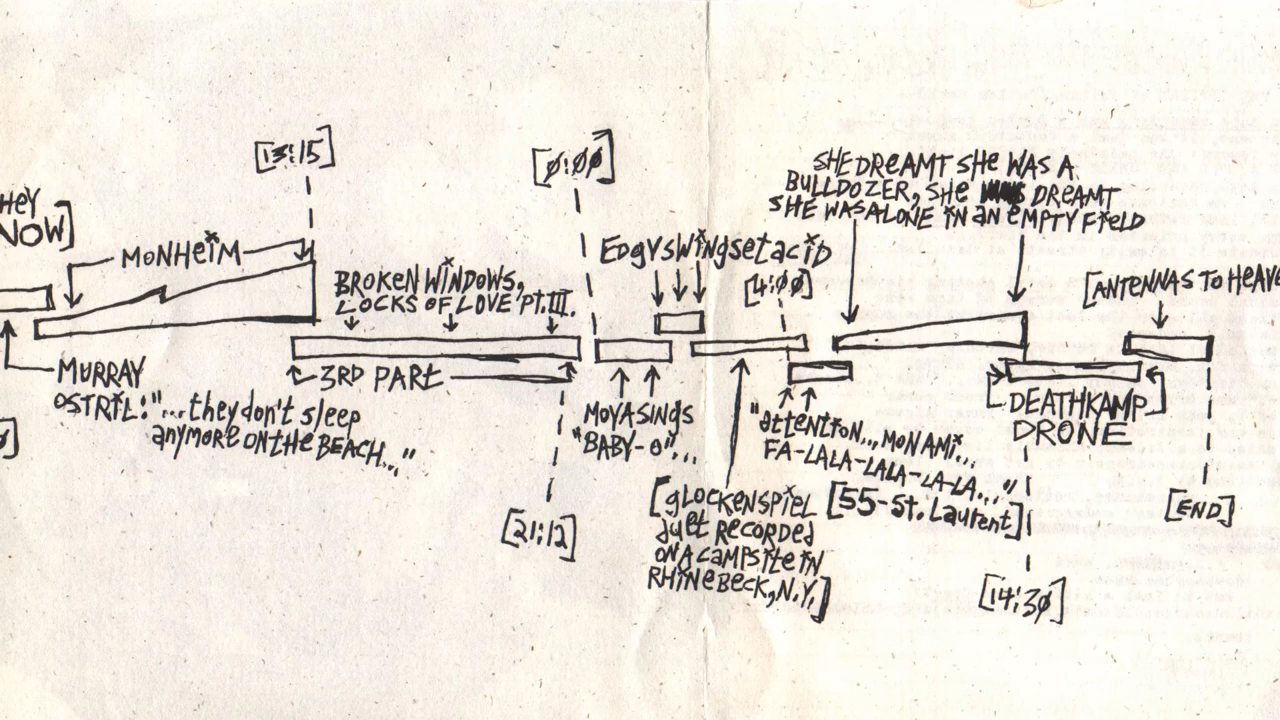 HEY
NOW]
MONHEIM
[13:15]
MURRAY
OSTRIL: "...they don't sleep
anymore ON THE BEACH..."
BROKEN WINDOWS,
LOCKS OF LOVE Pt. III.
3RD PART
[21:12]
[0:00]
EDgySwingsetacid
MOYA SINGS
"BABY-O"...
[4:00]
[gLOCKENSPIEL
duet RECORDED
ON A CAMPSITE IN
RHINEBECK, N.Y.]
"attention... MON AMI...
FA-LALA-LALA-LA-LA..."
[55-St. Laurent]
SHE DREAMT SHE WAS A
BULLDOZER, SHE DREAMT
SHE WAS ALONE IN AN EMPTY FIELD
DEATHKAMP
DRONE
[14:30]
[ANTENNAS TO HEAVE
[END]